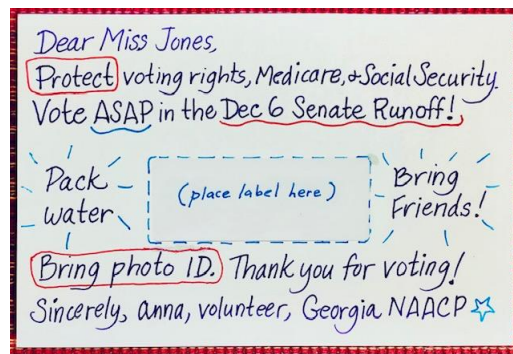 Dear Miss Jones,
Protect voting rights, Medicare, + Social Security.
Vote ASAP in the Dec 6 Senate Runoff!
Pack water
(place label here)
Bring Friends!
Bring photo ID. Thank you for voting!
Sincerely, anna, volunteer, Georgia NAACP